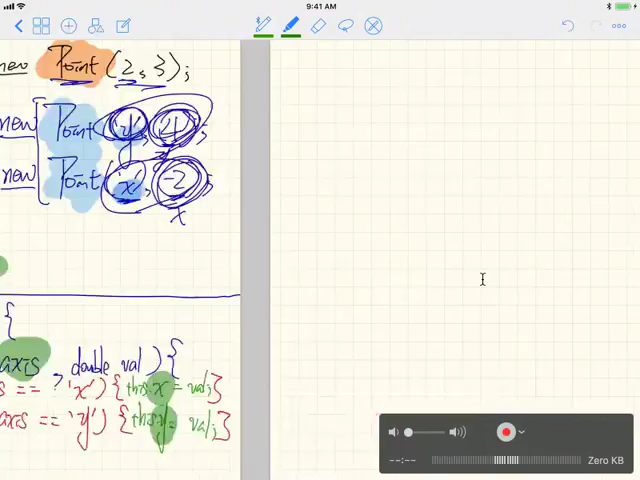 9:41 AM
new Point (2, 3);
new Point ('y', 4);
new Point ('x', -2);
x
{
axis, double val) {
s == 'x') {this.x = val;}
axis == 'y') {this.y = val;}
--:-- Zero KB